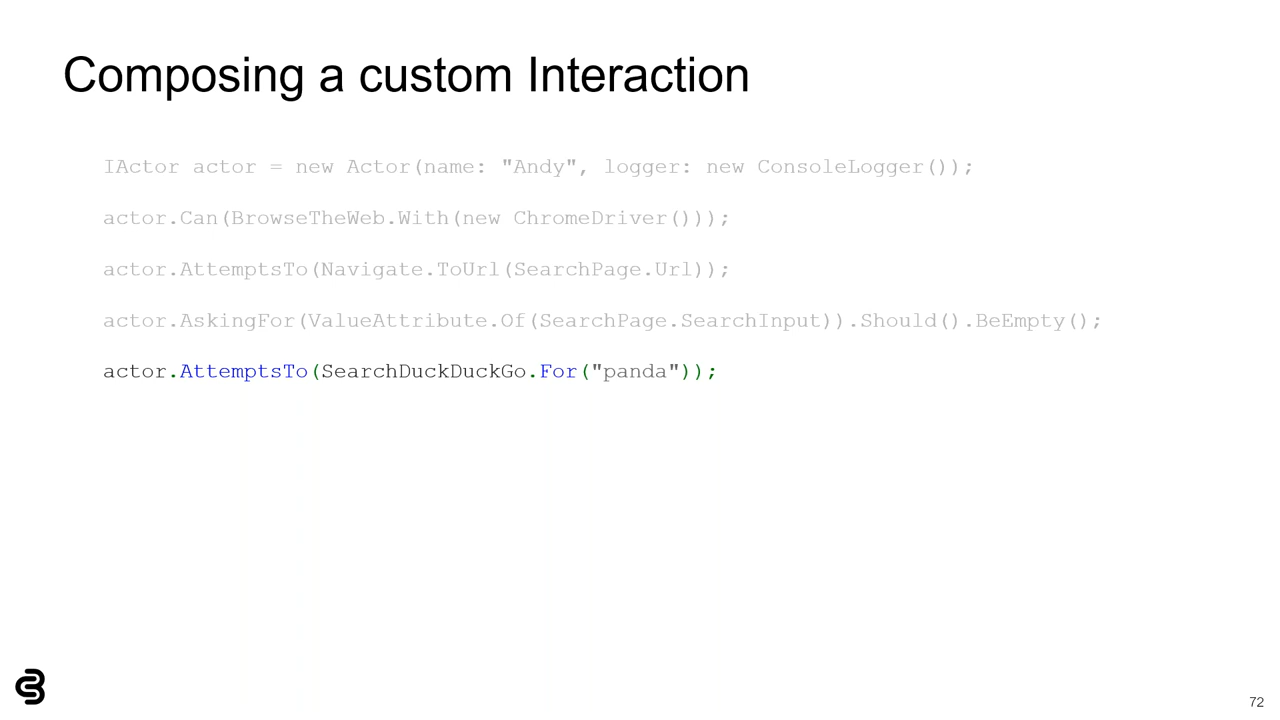 Composing a custom Interaction
IActor actor = new Actor(name: "Andy", logger: new ConsoleLogger());
actor.Can(BrowseTheWeb.With(new ChromeDriver()));
actor.AttemptsTo(Navigate.ToUrl(SearchPage.Url));
actor.AskingFor(ValueAttribute.Of(SearchPage.SearchInput)).Should().BeEmpty();
actor.AttemptsTo(SearchDuckDuckGo.For("panda"));
72